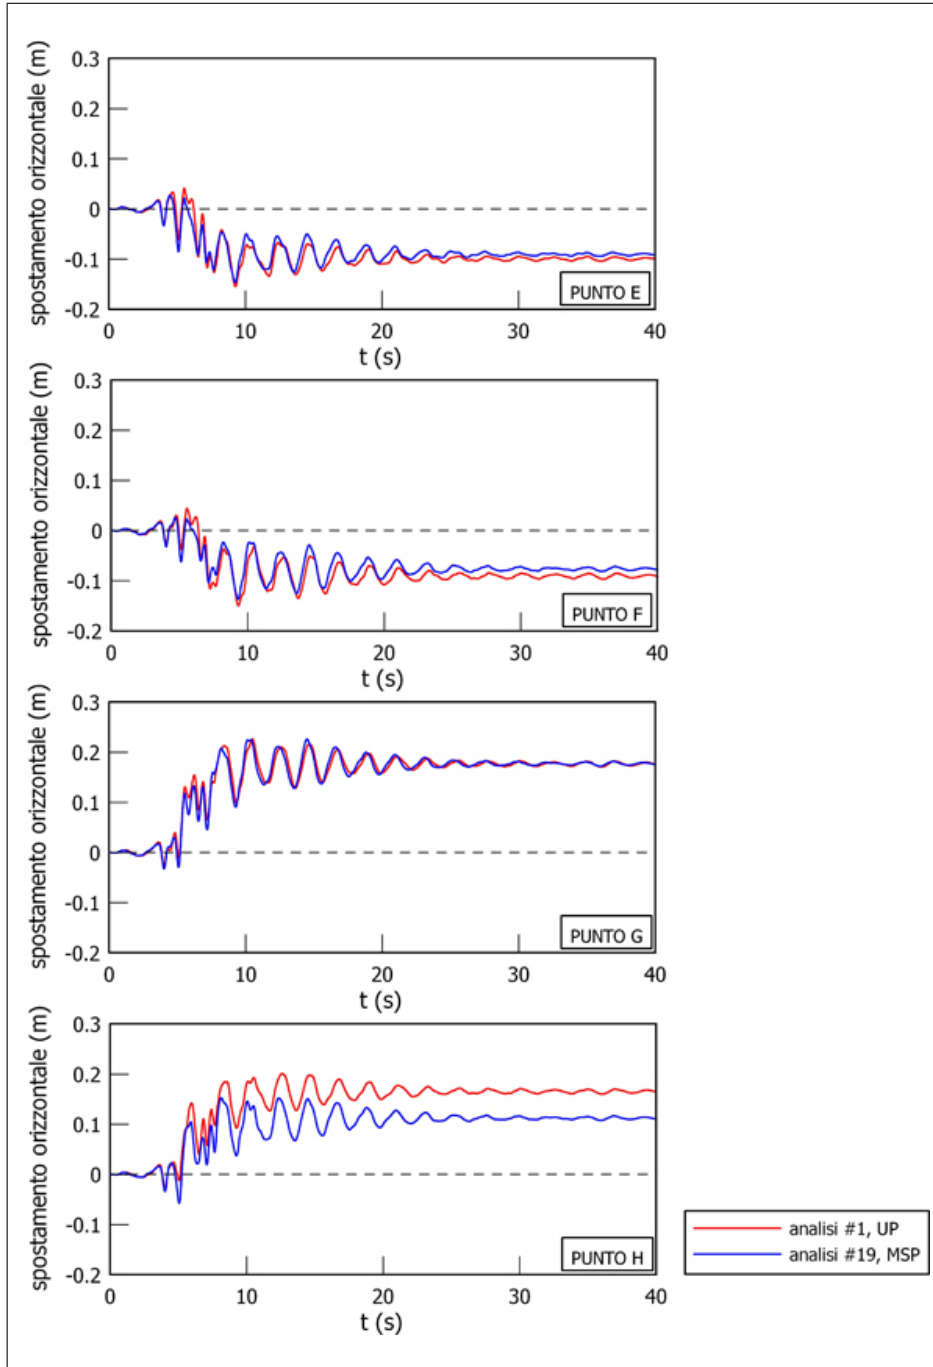 spostamento orizzontale (m)
0.3
0.2
0.1
0
-0.1
-0.2
PUNTO E
0 10 20 30 40
t (s)
spostamento orizzontale (m)
0.3
0.2
0.1
0
-0.1
-0.2
PUNTO F
0 10 20 30 40
t (s)
spostamento orizzontale (m)
0.3
0.2
0.1
0
-0.1
-0.2
PUNTO G
0 10 20 30 40
t (s)
spostamento orizzontale (m)
0.3
0.2
0.1
0
-0.1
-0.2
PUNTO H
0 10 20 30 40
t (s)
analisi #1, UP
analisi #19, MSP